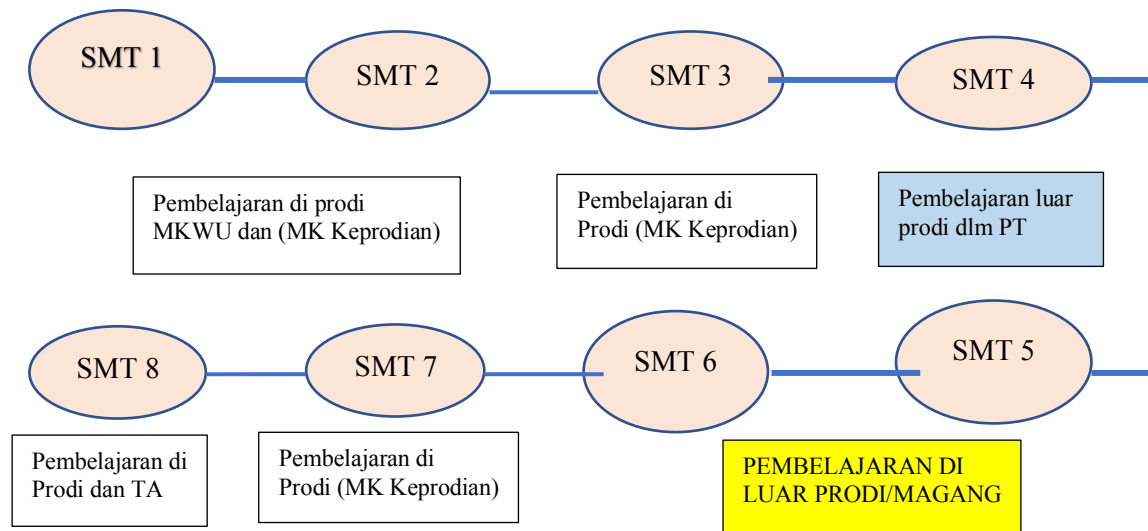 SMT 1
SMT 2
SMT 3
SMT 4
Pembelajaran di prodi
MKWU dan (MK Keprodian)
Pembelajaran di
Prodi (MK Keprodian)
Pembelajaran luar
prodi dlm PT
SMT 8
SMT 7
SMT 6
SMT 5
Pembelajaran di
Prodi dan TA
Pembelajaran di
Prodi (MK Keprodian)
PEMBELAJARAN DI
LUAR PRODI/MAGANG